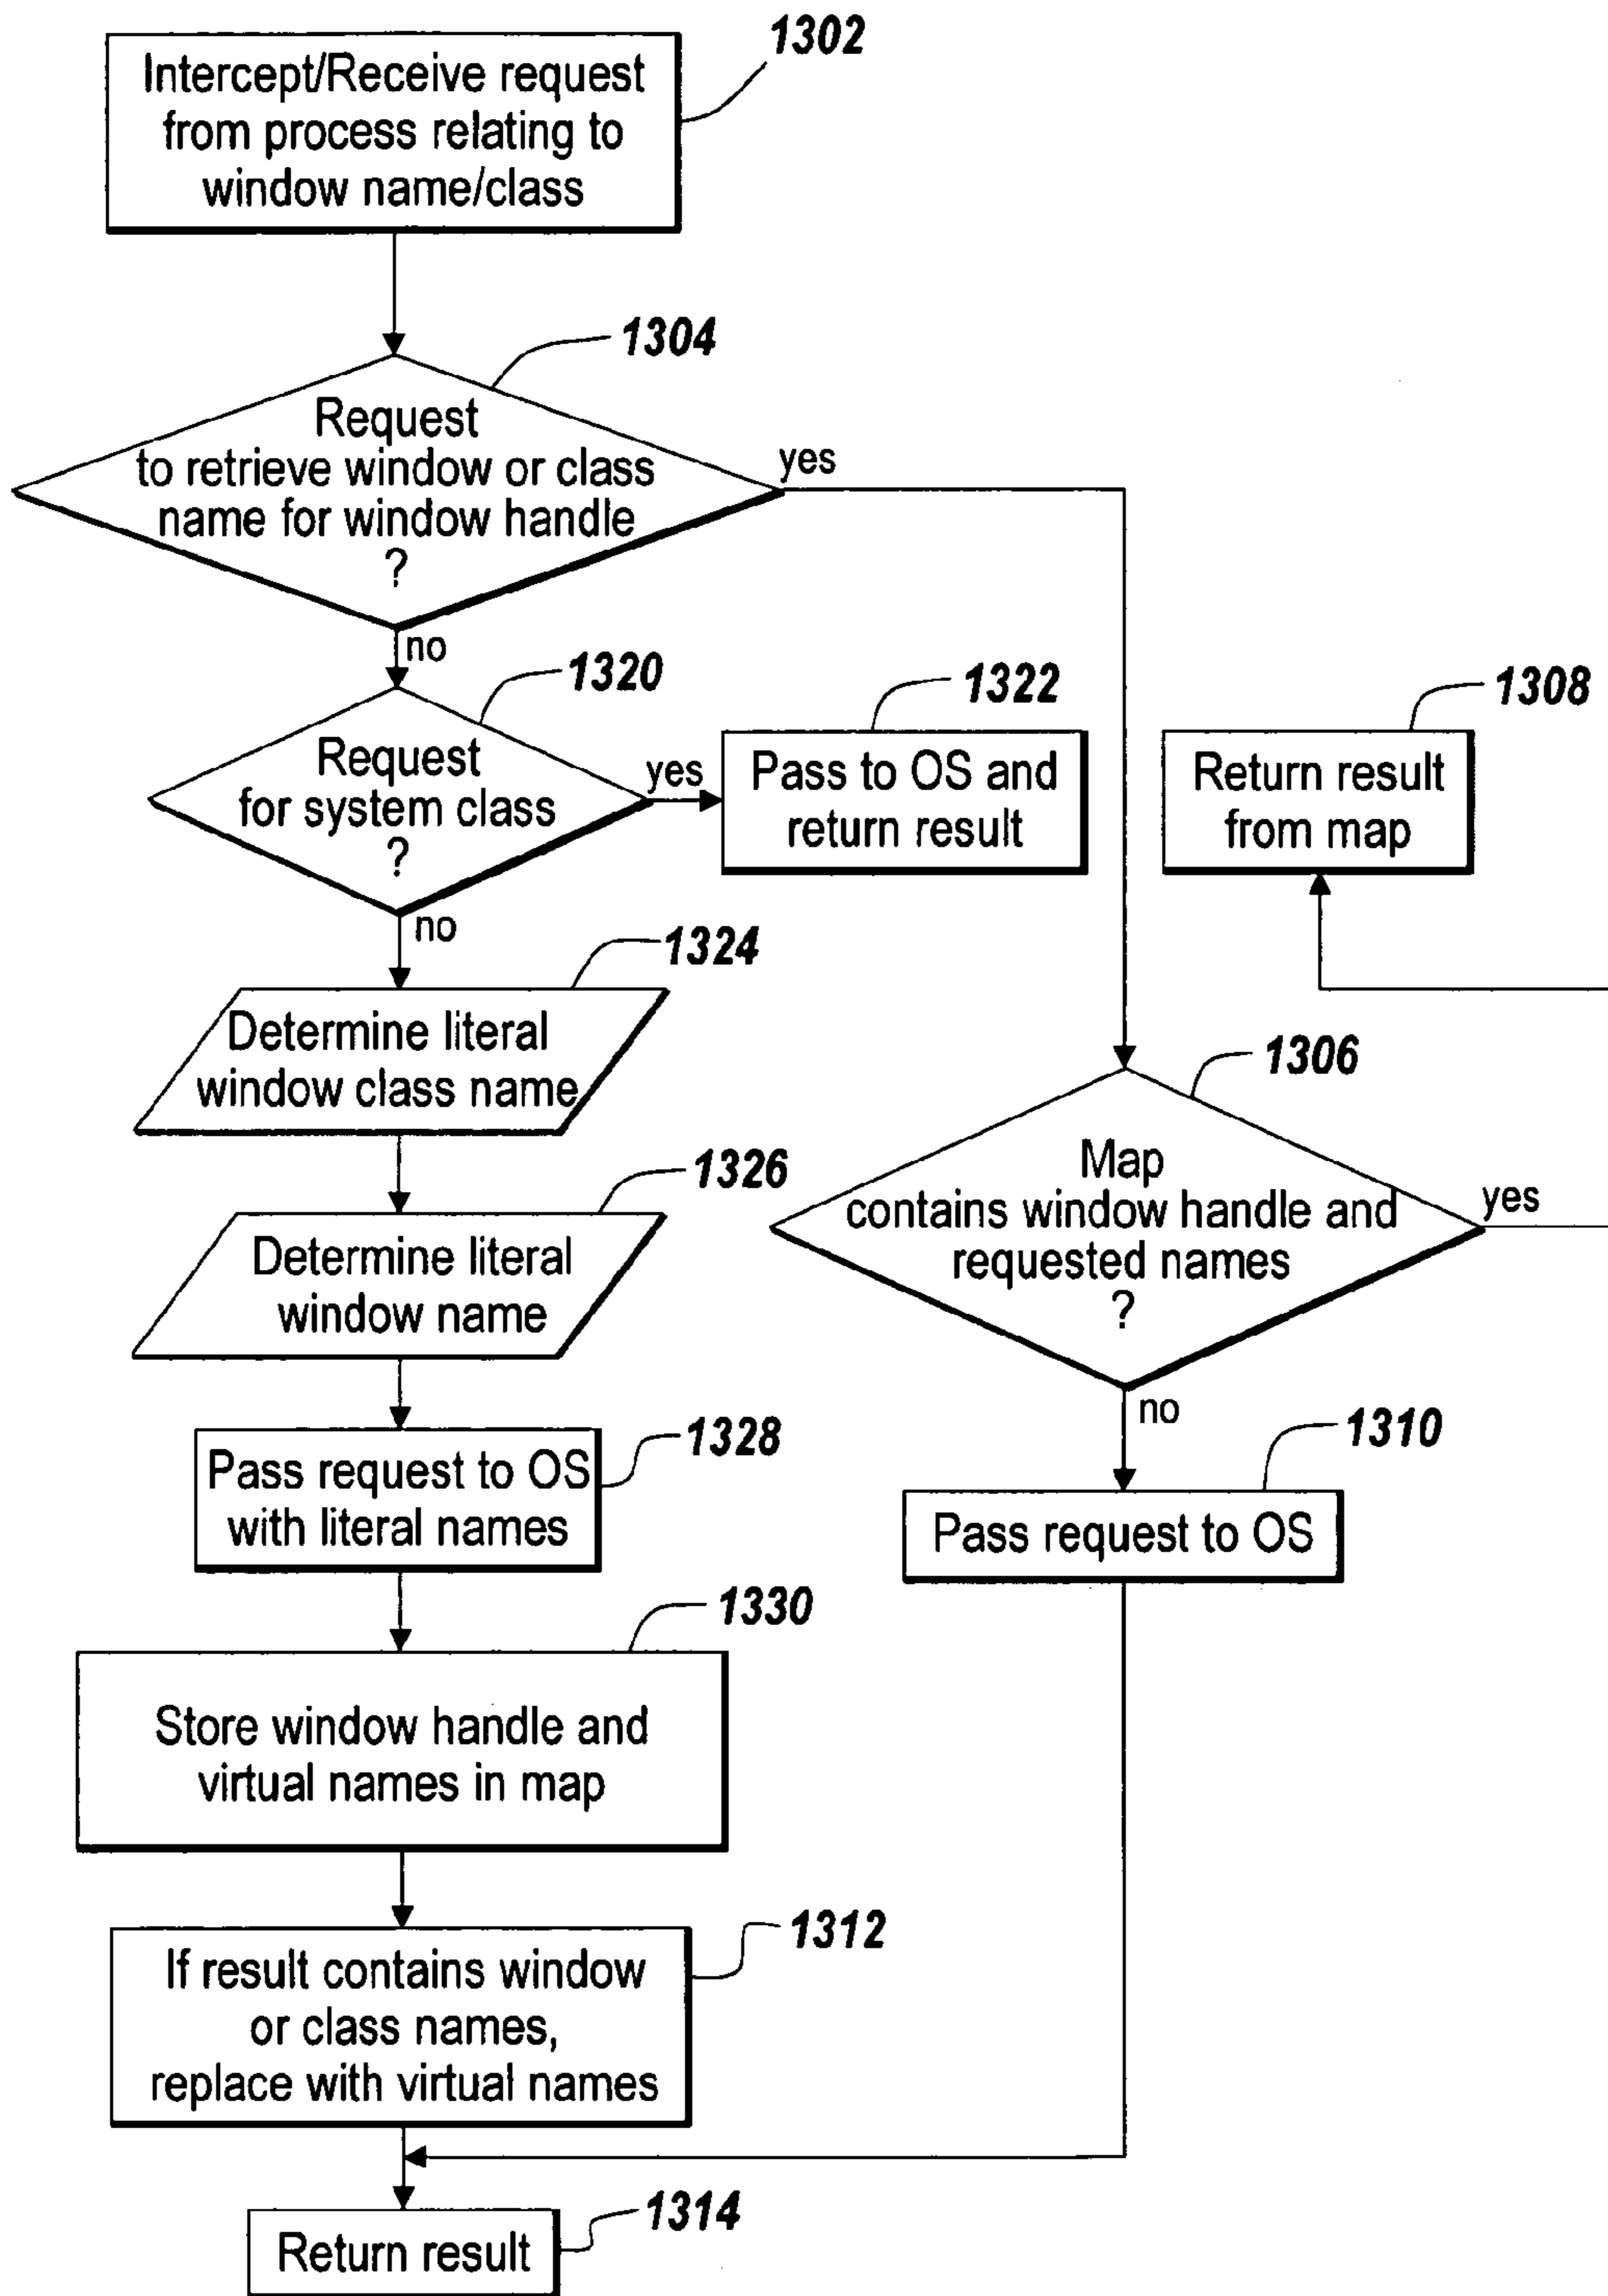 1302
Intercept/Receive request
from process relating to
window name/class
1304
Request
to retrieve window or class
name for window handle
?
yes
no
1320
Request
for system class
?
yes
no
1322
Pass to OS and
return result
1308
Return result
from map
1324
Determine literal
window class name
1306
Map
contains window handle and
requested names
?
yes
no
1326
Determine literal
window name
1328
Pass request to OS
with literal names
1310
Pass request to OS
1330
Store window handle and
virtual names in map
1312
If result contains window
or class names,
replace with virtual names
1314
Return result